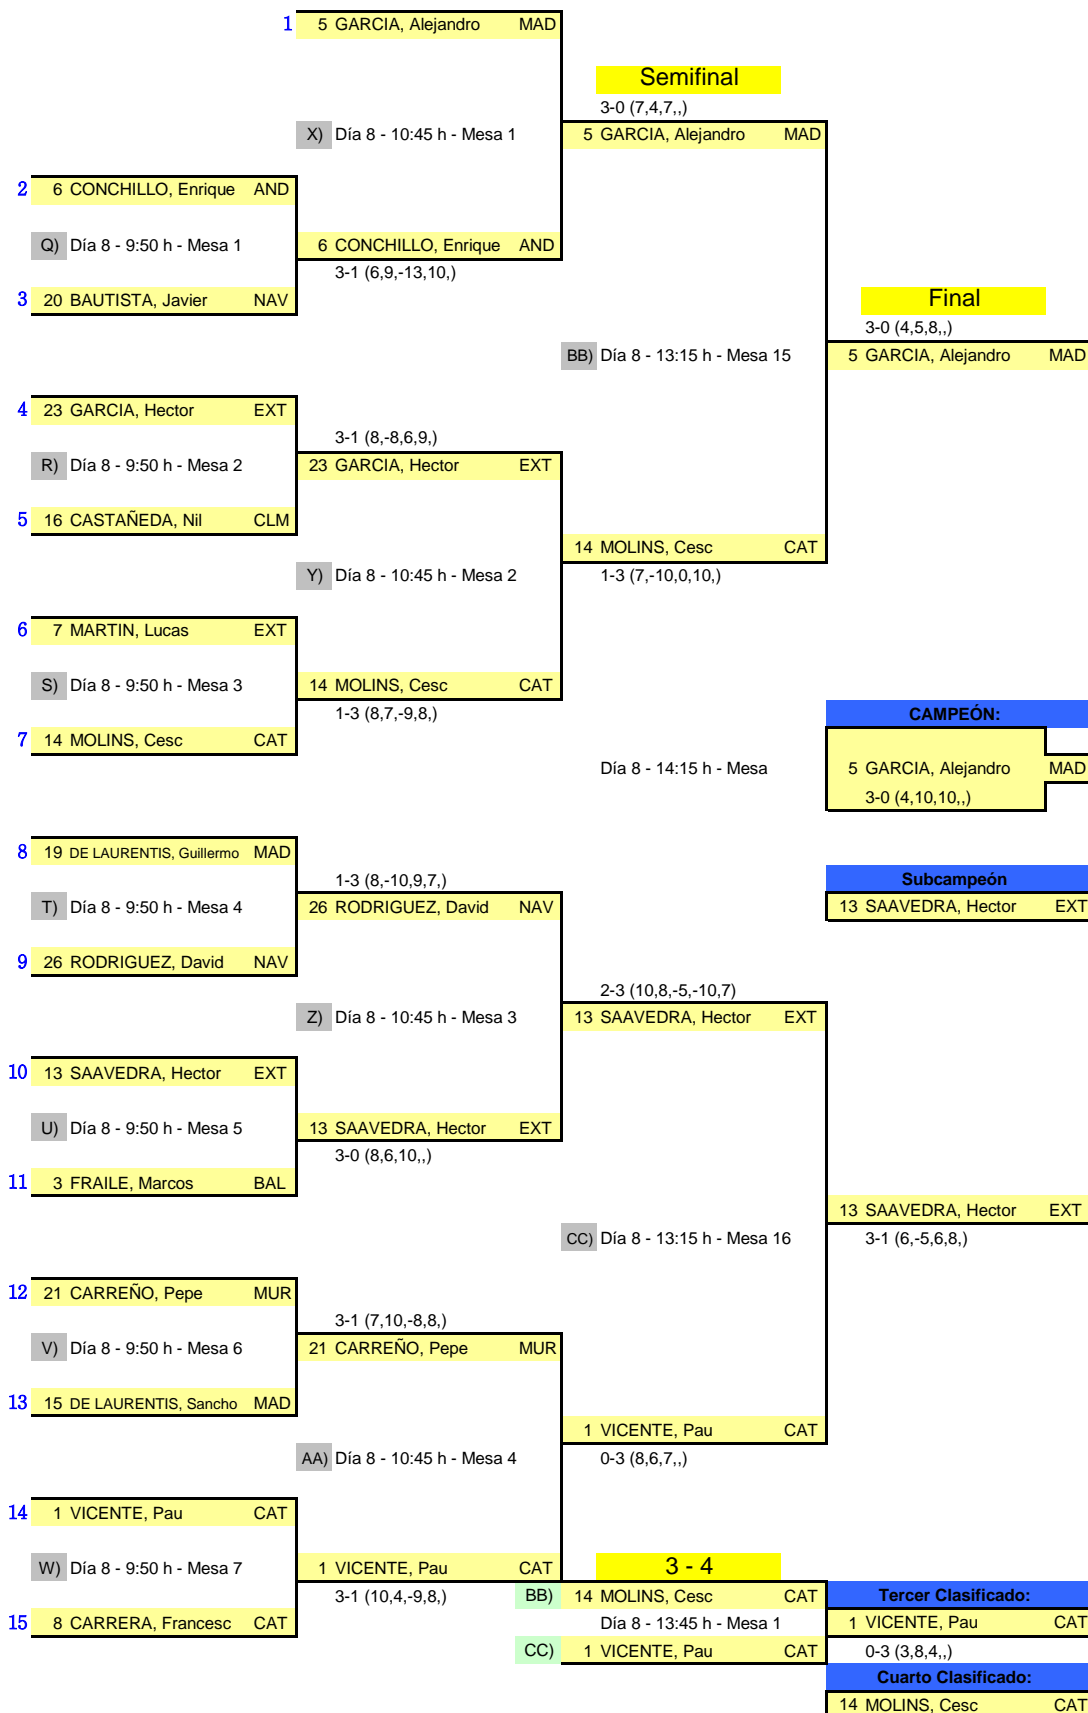 1 5 GARCIA, Alejandro MAD
Semifinal
3-0 (7,4,7,,)
X) Día 8 - 10:45 h - Mesa 1 5 GARCIA, Alejandro MAD
2 6 CONCHILLO, Enrique AND
Q) Día 8 - 9:50 h - Mesa 1 6 CONCHILLO, Enrique AND
3-1 (6,9,-13,10,)
3 20 BAUTISTA, Javier NAV Final
3-0 (4,5,8,,)
BB) Día 8 - 13:15 h - Mesa 15 5 GARCIA, Alejandro MAD
4 23 GARCIA, Hector EXT
3-1 (8,-8,6,9,)
R) Día 8 - 9:50 h - Mesa 2 23 GARCIA, Hector EXT
5 16 CASTAÑEDA, Nil CLM
14 MOLINS, Cesc CAT
Y) Día 8 - 10:45 h - Mesa 2 1-3 (7,-10,0,10,)
6 7 MARTIN, Lucas EXT
S) Día 8 - 9:50 h - Mesa 3 14 MOLINS, Cesc CAT
1-3 (8,7,-9,8,) CAMPEÓN:
7 14 MOLINS, Cesc CAT
Día 8 - 14:15 h - Mesa 5 GARCIA, Alejandro MAD
3-0 (4,10,10,,)
8 19 DE LAURENTIS, Guillermo MAD
1-3 (8,-10,9,7,) Subcampeón
T) Día 8 - 9:50 h - Mesa 4 26 RODRIGUEZ, David NAV 13 SAAVEDRA, Hector EXT
9 26 RODRIGUEZ, David NAV
2-3 (10,8,-5,-10,7)
Z) Día 8 - 10:45 h - Mesa 3 13 SAAVEDRA, Hector EXT
10 13 SAAVEDRA, Hector EXT
U) Día 8 - 9:50 h - Mesa 5 13 SAAVEDRA, Hector EXT
3-0 (8,6,10,,)
11 3 FRAILE, Marcos BAL
13 SAAVEDRA, Hector EXT
CC) Día 8 - 13:15 h - Mesa 16 3-1 (6,-5,6,8,)
12 21 CARREÑO, Pepe MUR
3-1 (7,10,-8,8,)
V) Día 8 - 9:50 h - Mesa 6 21 CARREÑO, Pepe MUR
13 15 DE LAURENTIS, Sancho MAD
1 VICENTE, Pau CAT
AA) Día 8 - 10:45 h - Mesa 4 0-3 (8,6,7,,)
14 1 VICENTE, Pau CAT
W) Día 8 - 9:50 h - Mesa 7 1 VICENTE, Pau CAT 3 - 4
3-1 (10,4,-9,8,) BB) 14 MOLINS, Cesc CAT Tercer Clasificado:
15 8 CARRERA, Francesc CAT Día 8 - 13:45 h - Mesa 1 1 VICENTE, Pau CAT
CC) 1 VICENTE, Pau CAT 0-3 (3,8,4,,)
Cuarto Clasificado:
14 MOLINS, Cesc CAT